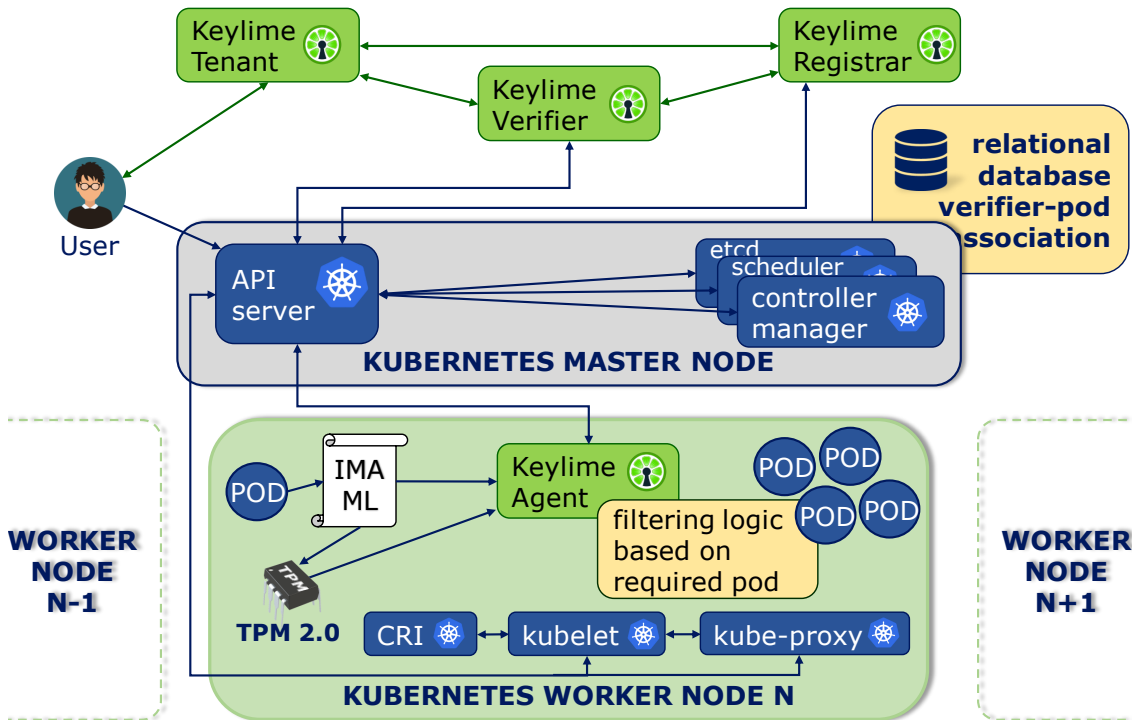 Keylime
Tenant
Keylime
Registrar
Keylime
Verifier
relational
database
verifier-pod
ssociation
User
API
server
etcd
scheduler
controller
manager
KUBERNETES MASTER NODE
WORKER
NODE
N-1
POD
IMA
ML
Keylime
Agent
filtering logic
based on
required pod
POD
POD
POD
POD
TPM
TPM 2.0
CRI
kubelet
kube-proxy
KUBERNETES WORKER NODE N
WORKER
NODE
N+1